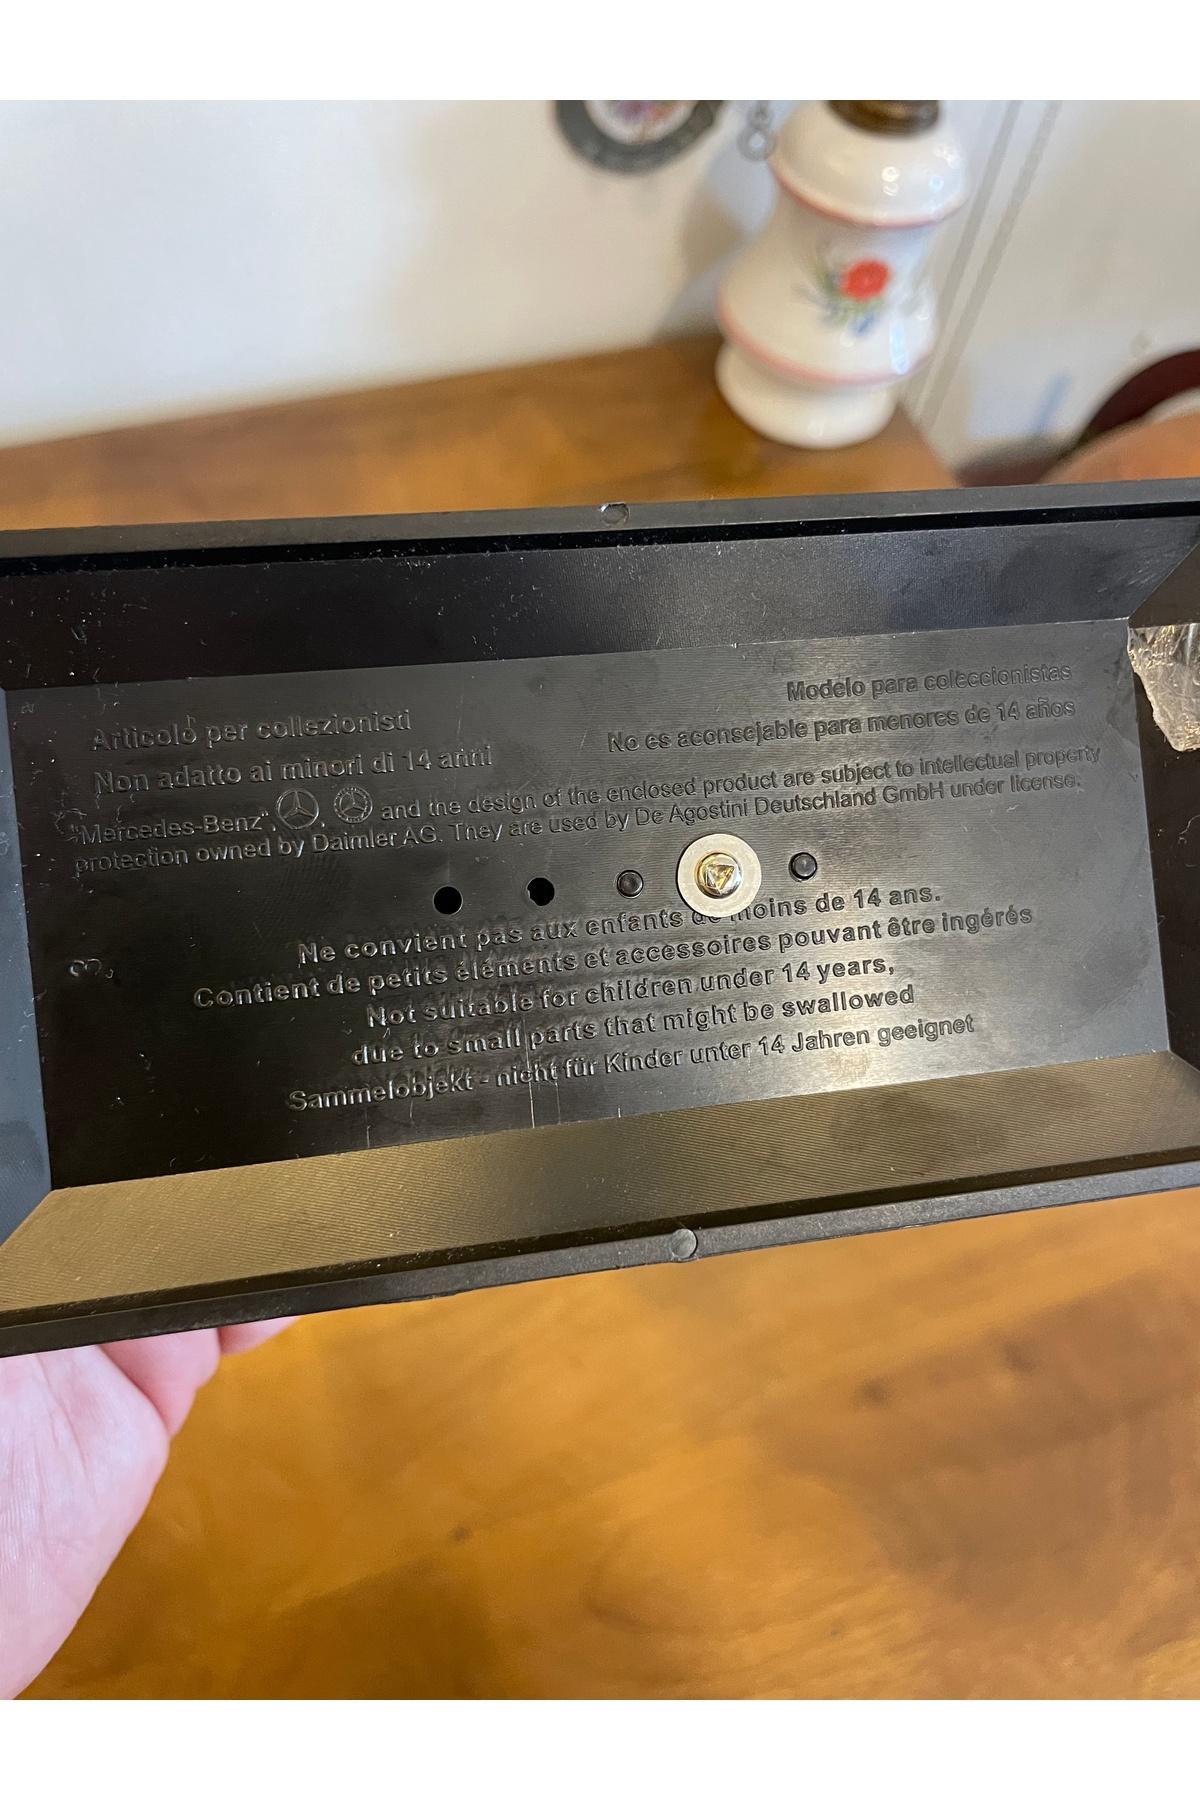 Articolo per collezionisti
Non adatto ai minori di 14 anni
Modelo para coleccionistas
No es aconsejable para menores de 14 años
"Mercedes-Benz", and the design of the enclosed product are subject to intellectual property
protection owned by Daimler AG. They are used by De Agostini Deutschland GmbH under license.
Ne convient pas aux enfants de moins de 14 ans.
Contient de petits éléments et accessoires pouvant être ingérés
Not suitable for children under 14 years,
due to small parts that might be swallowed
Sammelobjekt - nicht für Kinder unter 14 Jahren geeignet